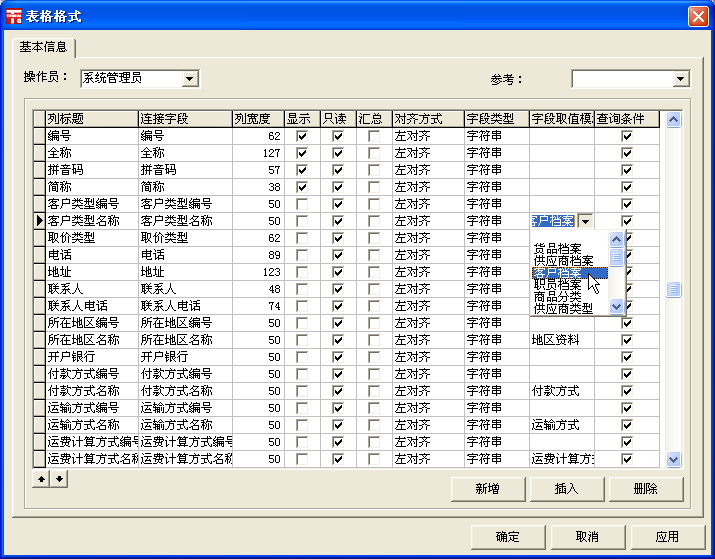 表格格式
基本信息
操作员： 系统管理员 参考：
列标题 连接字段 列宽度 显示 只读 汇总 对齐方式 字段类型 字段取值模 查询条件
编号 编号 62 左对齐 字符串
全称 全称 127 左对齐 字符串
拼音码 拼音码 57 左对齐 字符串
简称 简称 38 左对齐 字符串
客户类型编号 客户类型编号 50 左对齐 字符串
客户类型名称 客户类型名称 50 左对齐 字符串 客户档案
取价类型 取价类型 62 左对齐 字符串
电话 电话 89 左对齐 字符串
地址 地址 123 左对齐 字符串
联系人 联系人 48 左对齐 字符串
联系人电话 联系人电话 74 左对齐 字符串
货品档案
供应商档案
客户档案
职员档案
商品分类
供应商类型
所在地区编号 所在地区编号 50 左对齐 字符串
所在地区名称 所在地区名称 50 左对齐 字符串 地区资料
开户银行 开户银行 50 左对齐 字符串
付款方式编号 付款方式编号 50 左对齐 字符串
付款方式名称 付款方式名称 50 左对齐 字符串 付款方式
运输方式编号 运输方式编号 50 左对齐 字符串
运输方式名称 运输方式名称 50 左对齐 字符串 运输方式
运费计算方式编号 运费计算方式编号 50 左对齐 字符串
运费计算方式名称 运费计算方式名称 50 左对齐 字符串 运费计算方
新增 插入 删除
确定 取消 应用